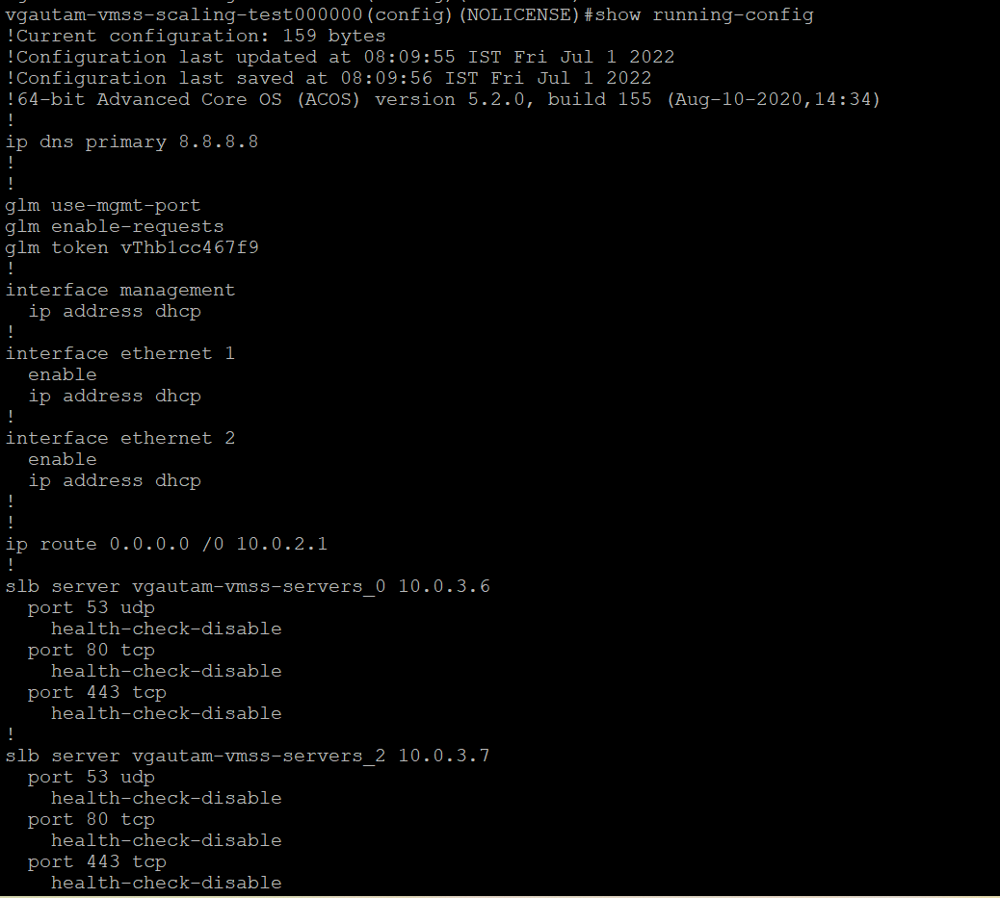 vgautam-vmss-scaling-test000000(config)(NOLICENSE)#show running-config
!Current configuration: 159 bytes
!Configuration last updated at 08:09:55 IST Fri Jul 1 2022
!Configuration last saved at 08:09:56 IST Fri Jul 1 2022
!64-bit Advanced Core OS (ACOS) version 5.2.0, build 155 (Aug-10-2020,14:34)
!
ip dns primary 8.8.8.8
!
!
glm use-mgmt-port
glm enable-requests
glm token vThb1cc467f9
!
interface management
  ip address dhcp
!
interface ethernet 1
  enable
  ip address dhcp
!
interface ethernet 2
  enable
  ip address dhcp
!
!
ip route 0.0.0.0 /0 10.0.2.1
!
slb server vgautam-vmss-servers_0 10.0.3.6
  port 53 udp
    health-check-disable
  port 80 tcp
    health-check-disable
  port 443 tcp
    health-check-disable
!
slb server vgautam-vmss-servers_2 10.0.3.7
  port 53 udp
    health-check-disable
  port 80 tcp
    health-check-disable
  port 443 tcp
    health-check-disable